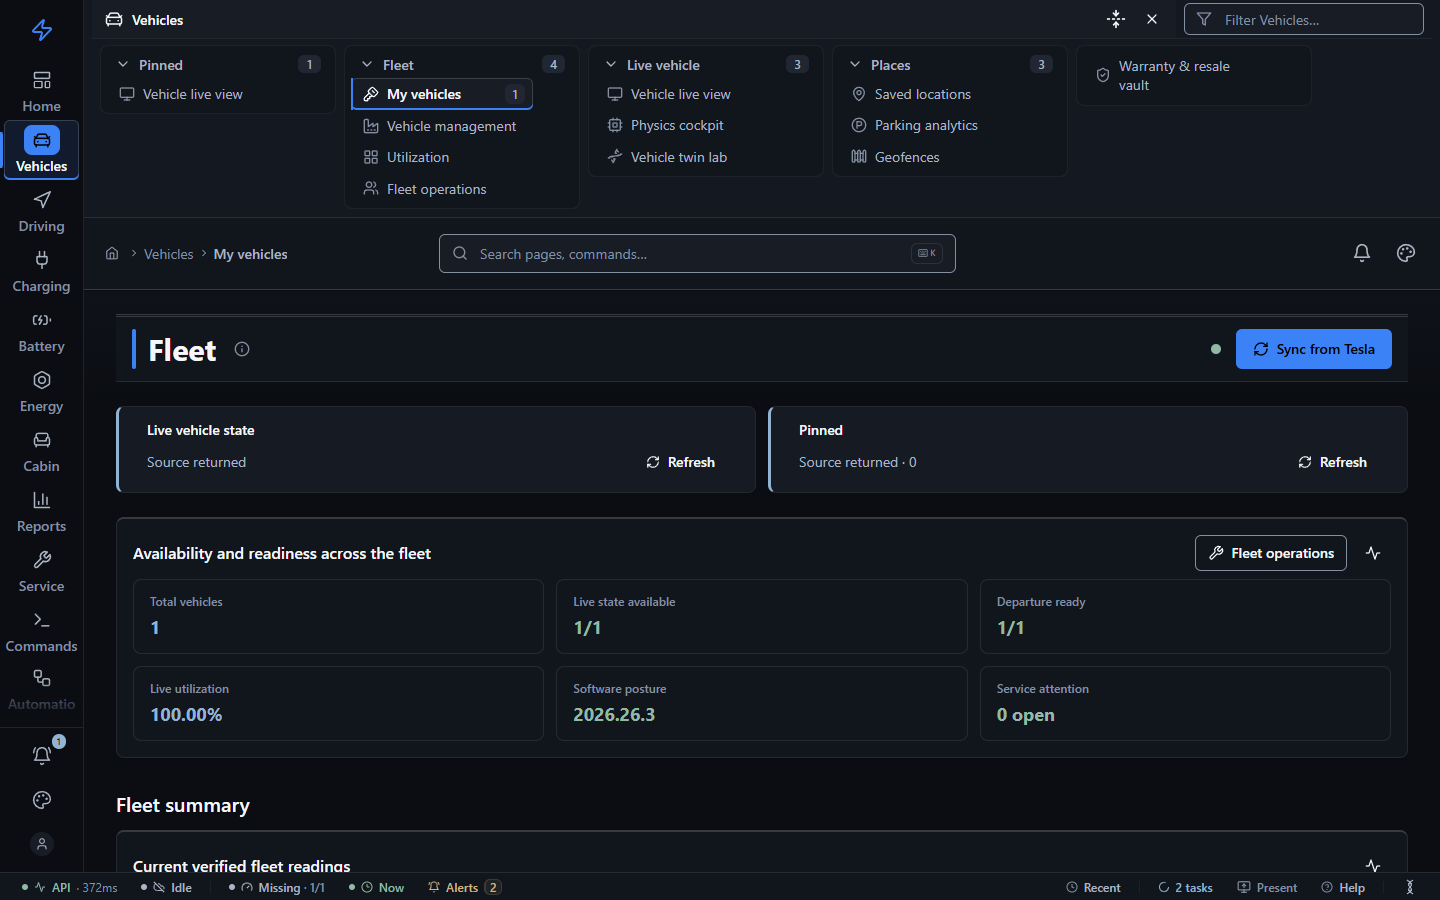 Vehicles
Filter Vehicles...
Home
Vehicles
Driving
Charging
Battery
Energy
Cabin
Reports
Service
Commands
Automatio
1
Pinned 1
Vehicle live view
Fleet 4
My vehicles 1
Vehicle management
Utilization
Fleet operations
Live vehicle 3
Vehicle live view
Physics cockpit
Vehicle twin lab
Places 3
Saved locations
Parking analytics
Geofences
Warranty & resale
vault
Vehicles My vehicles
Search pages, commands... K
Fleet
Sync from Tesla
Live vehicle state
Source returned
Refresh
Pinned
Source returned · 0
Refresh
Availability and readiness across the fleet
Fleet operations
Total vehicles
1
Live state available
1/1
Departure ready
1/1
Live utilization
100.00%
Software posture
2026.26.3
Service attention
0 open
Fleet summary
Current verified fleet readings
API · 372ms
Idle
Missing · 1/1
Now
Alerts 2
Recent
2 tasks
Present
Help